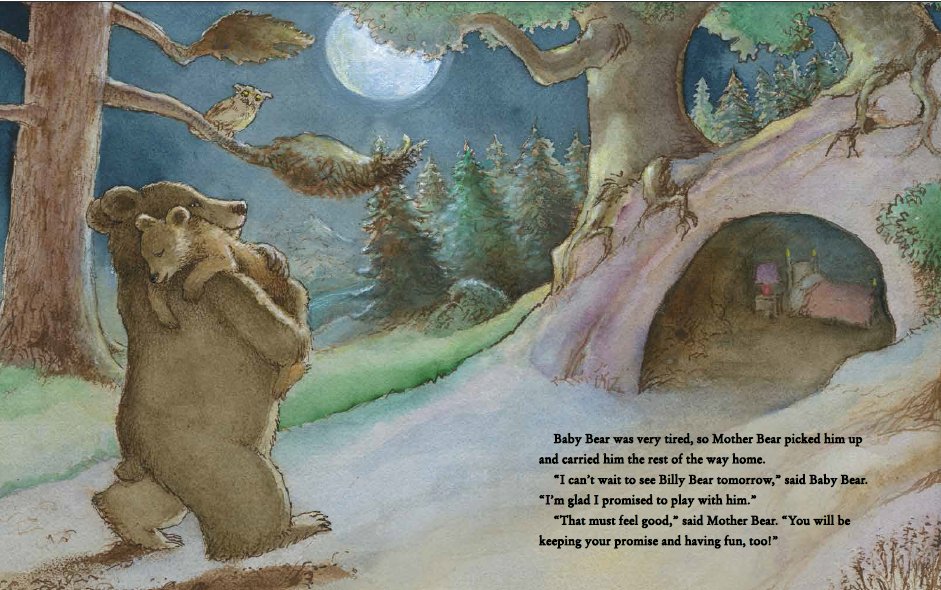 Baby Bear was very tired, so Mother Bear picked him up
and carried him the rest of the way home.
“I can’t wait to see Billy Bear tomorrow,” said Baby Bear.
“I’m glad I promised to play with him.”
“That must feel good,” said Mother Bear. “You will be
keeping your promise and having fun, too!”